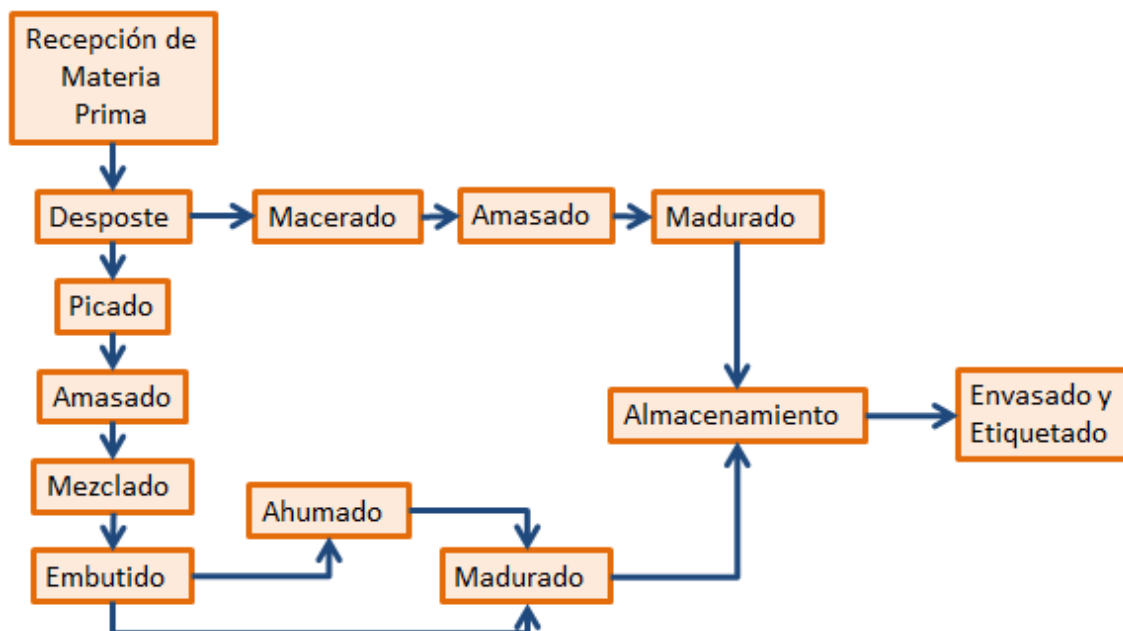 Recepción de
Materia
Prima
Desposte
Macerado
Amasado
Madurado
Picado
Amasado
Almacenamiento
Envasado y
Etiquetado
Mezclado
Ahumado
Embutido
Madurado